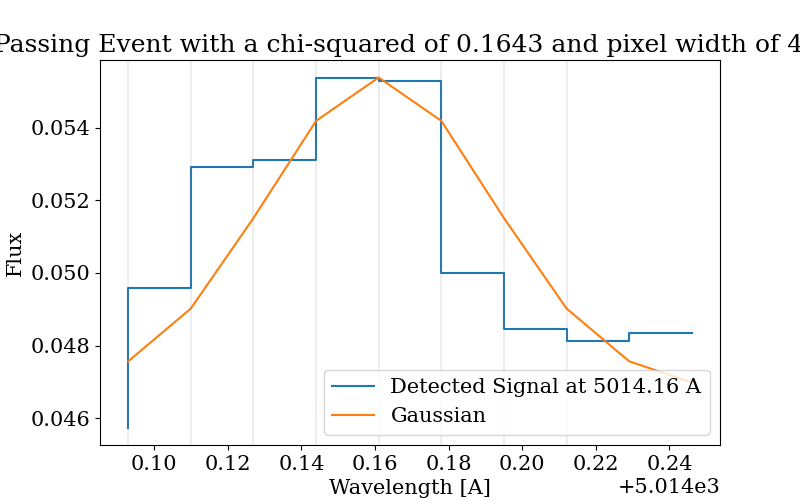 Passing Event with a chi-squared of 0.1643 and pixel width of 4
0.054
0.052
0.050
0.048
0.046
Flux
Detected Signal at 5014.16 A
Gaussian
0.10 0.12 0.14 0.16 0.18 0.20 0.22 0.24
Wavelength [A]
+5.014e3